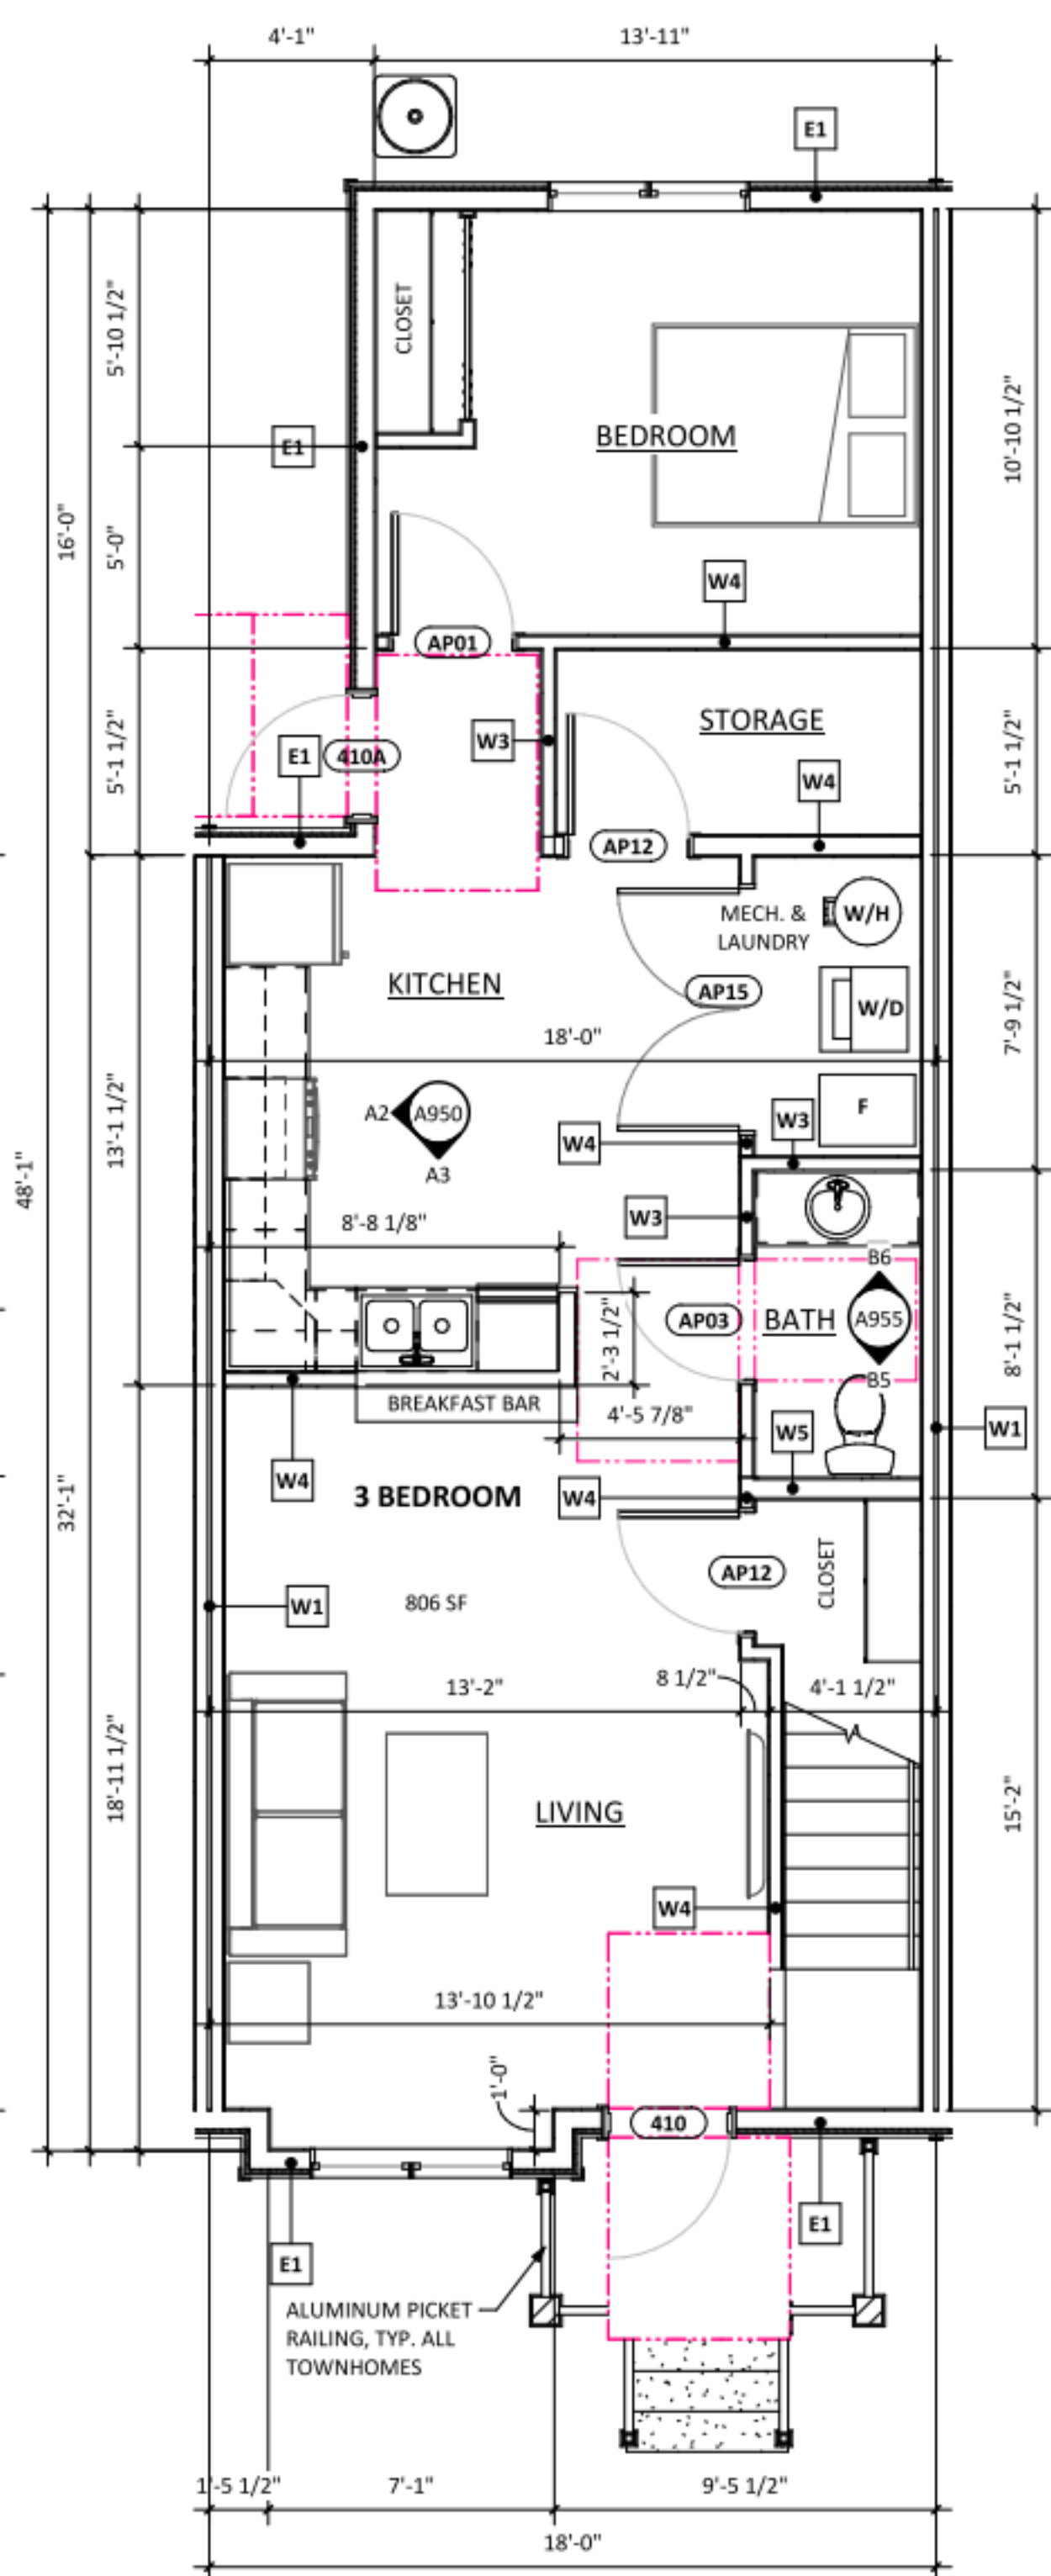 4'-1"
13'-11"
E1
CLOSET
5'-10 1/2"
10'-10 1/2"
BEDROOM
E1
16'-0"
5'-0"
W4
AP01
STORAGE
W3
5'-1 1/2"
E1
410A
5'-1 1/2"
W4
AP12
MECH. &
LAUNDRY
W/H
KITCHEN
AP15
W/D
7'-9 1/2"
18'-0"
13'-1 1/2"
A2
A950
A3
F
W3
W4
48'-1"
8'-8 1/8"
W3
B6
2'-3 1/2"
AP03
BATH
A955
8'-1 1/2"
B5
BREAKFAST BAR
4'-5 7/8"
W5
W1
W4
3 BEDROOM
W4
32'-1"
AP12
CLOSET
W1
806 SF
13'-2"
8 1/2"
4'-1 1/2"
18'-11 1/2"
LIVING
15'-2"
W4
13'-10 1/2"
1'-0"
410
E1
E1
ALUMINUM PICKET
RAILING, TYP. ALL
TOWNHOMES
1'-5 1/2"
7'-1"
9'-5 1/2"
18'-0"